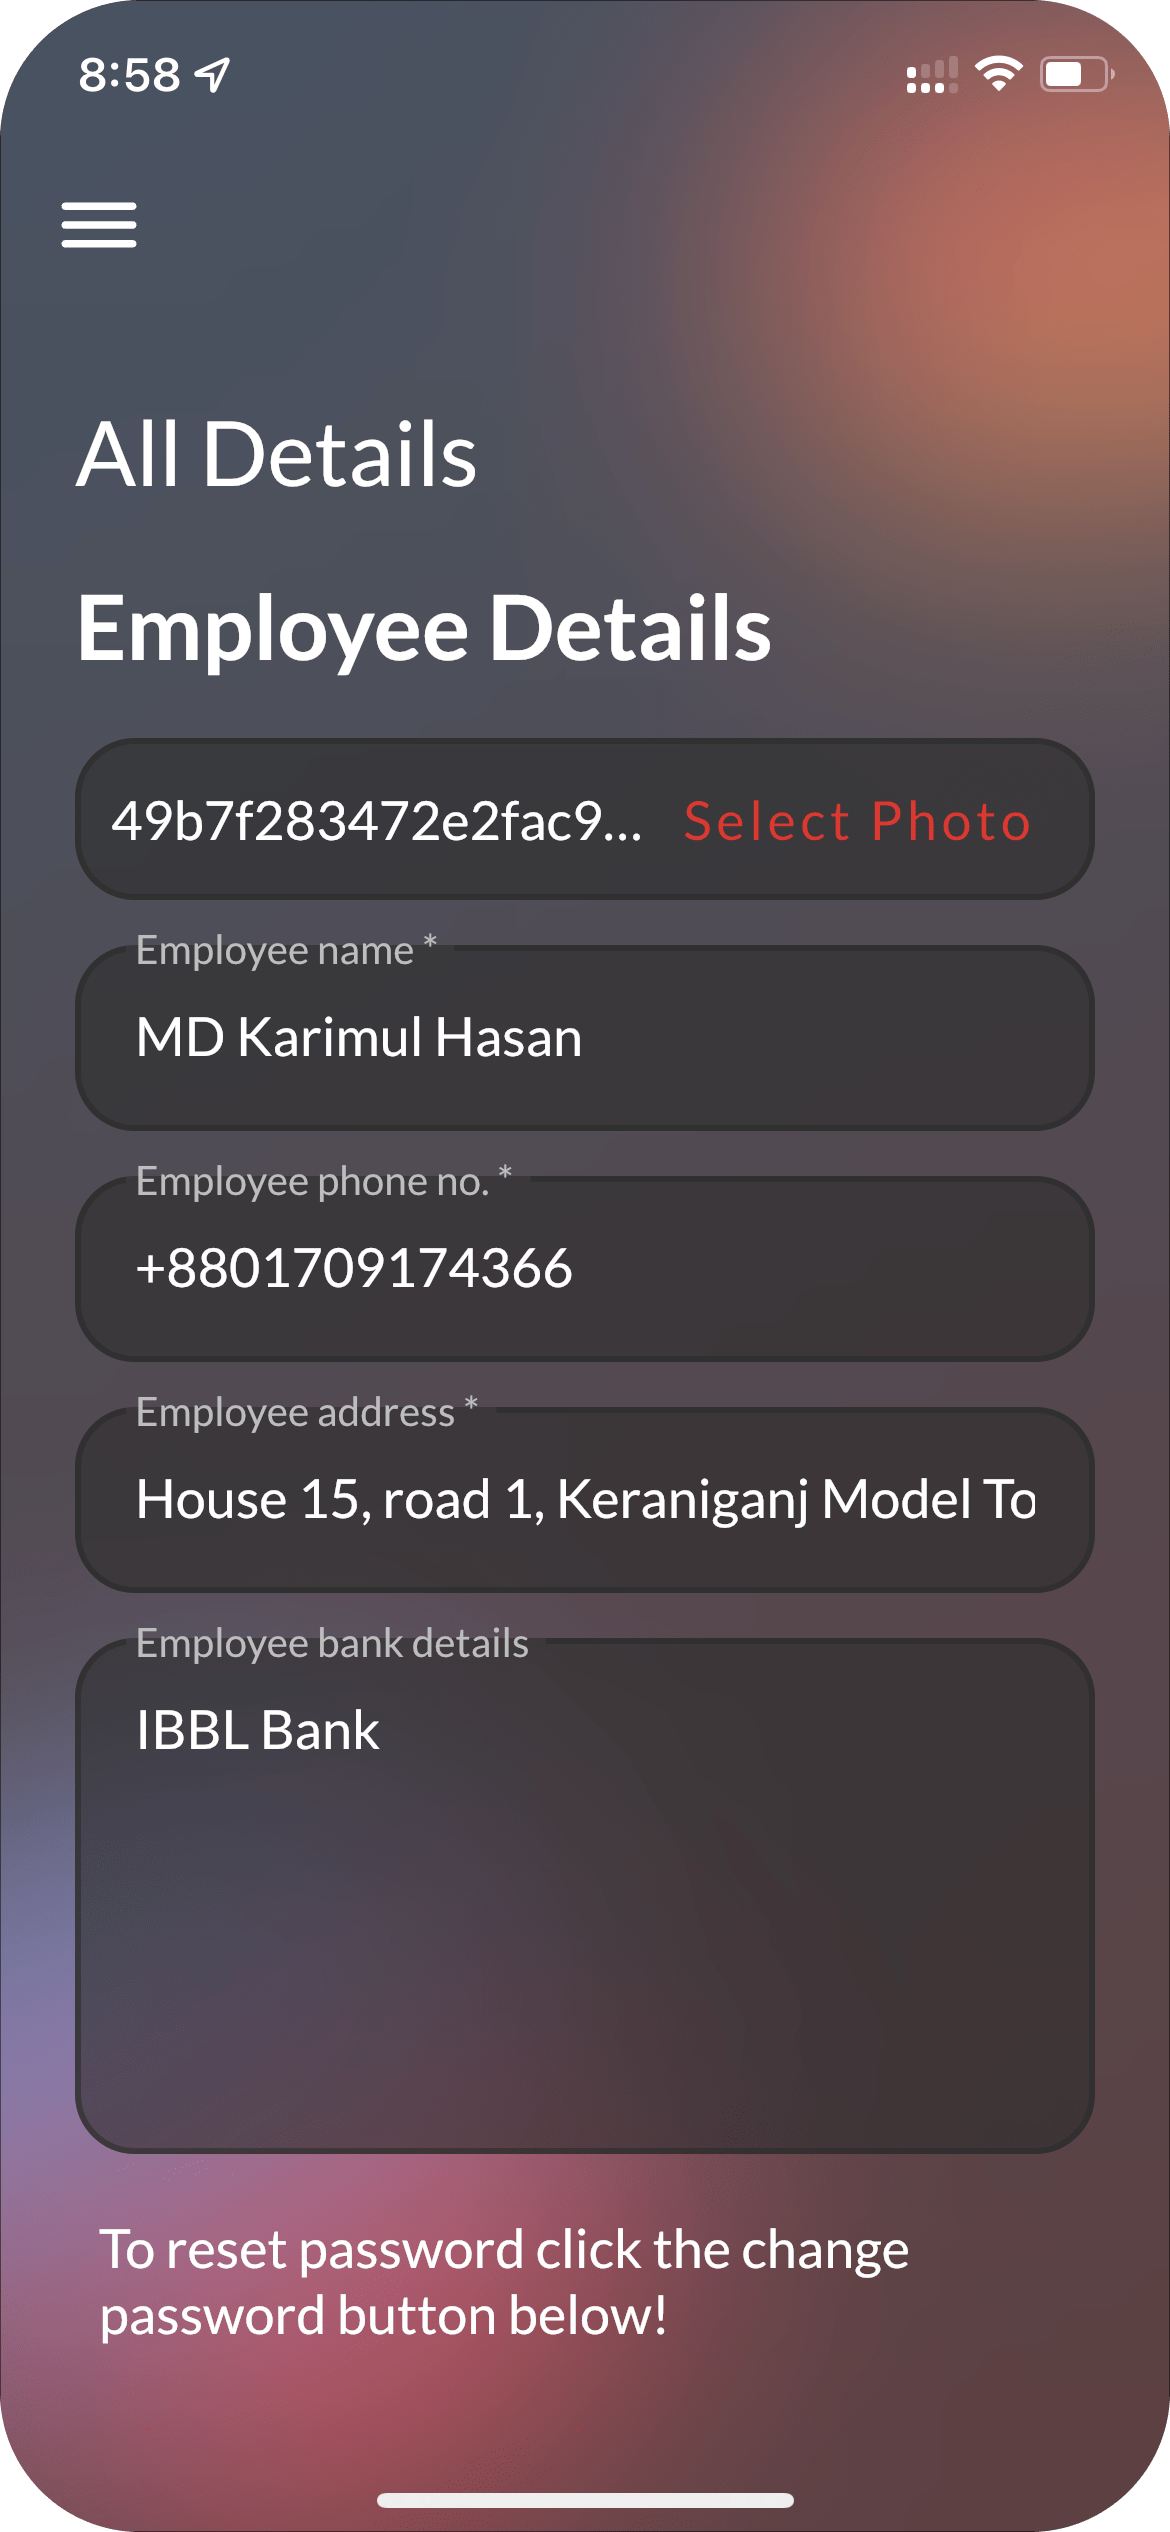 8:58
All Details
Employee Details
49b7f283472e2fac9... Select Photo
Employee name *
MD Karimul Hasan
Employee phone no. *
+8801709174366
Employee address *
House 15, road 1, Keraniganj Model To
Employee bank details
IBBL Bank
To reset password click the change
password button below!